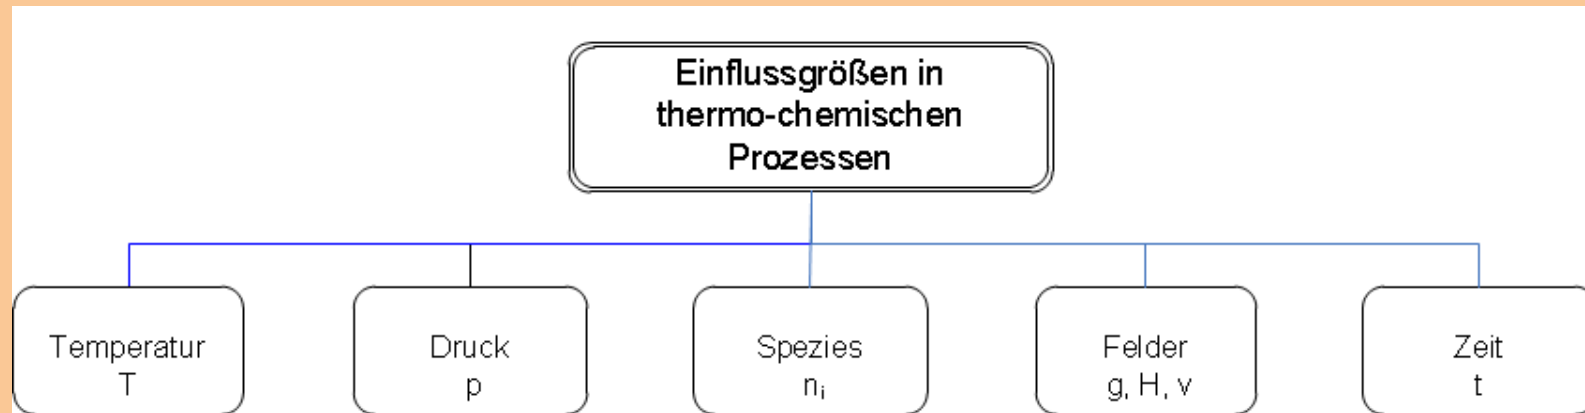 Einflussgrößen in
thermo-chemischen
Prozessen
Temperatur
T
Druck
p
Spezies
nᵢ
Felder
g, H, v
Zeit
t